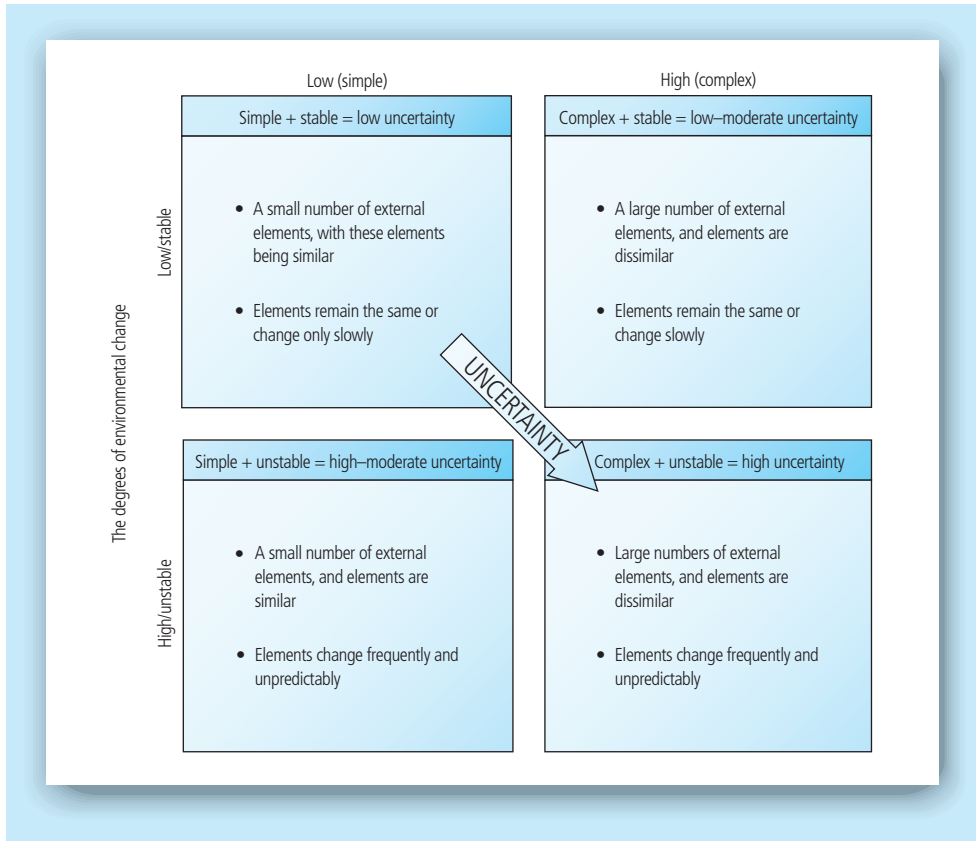 Low (simple)
High (complex)
The degrees of environmental change
Low/stable
Simple + stable = low uncertainty
• A small number of external
elements, with these elements
being similar
• Elements remain the same or
change only slowly
Complex + stable = low–moderate uncertainty
• A large number of external
elements, and elements are
dissimilar
• Elements remain the same or
change slowly
UNCERTAINTY
High/unstable
Simple + unstable = high–moderate uncertainty
• A small number of external
elements, and elements are
similar
• Elements change frequently and
unpredictably
Complex + unstable = high uncertainty
• Large numbers of external
elements, and elements are
dissimilar
• Elements change frequently and
unpredictably